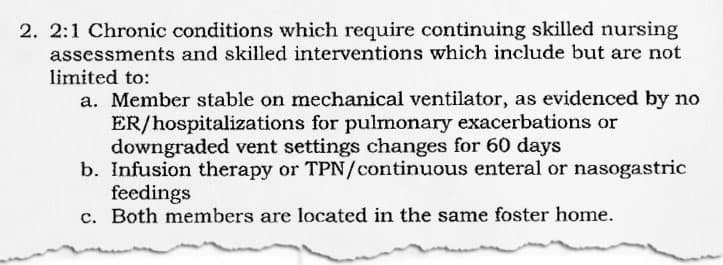 2. 2:1 Chronic conditions which require continuing skilled nursing
assessments and skilled interventions which include but are not
limited to:
a. Member stable on mechanical ventilator, as evidenced by no
ER/hospitalizations for pulmonary exacerbations or
downgraded vent settings changes for 60 days
b. Infusion therapy or TPN/continuous enteral or nasogastric
feedings
c. Both members are located in the same foster home.